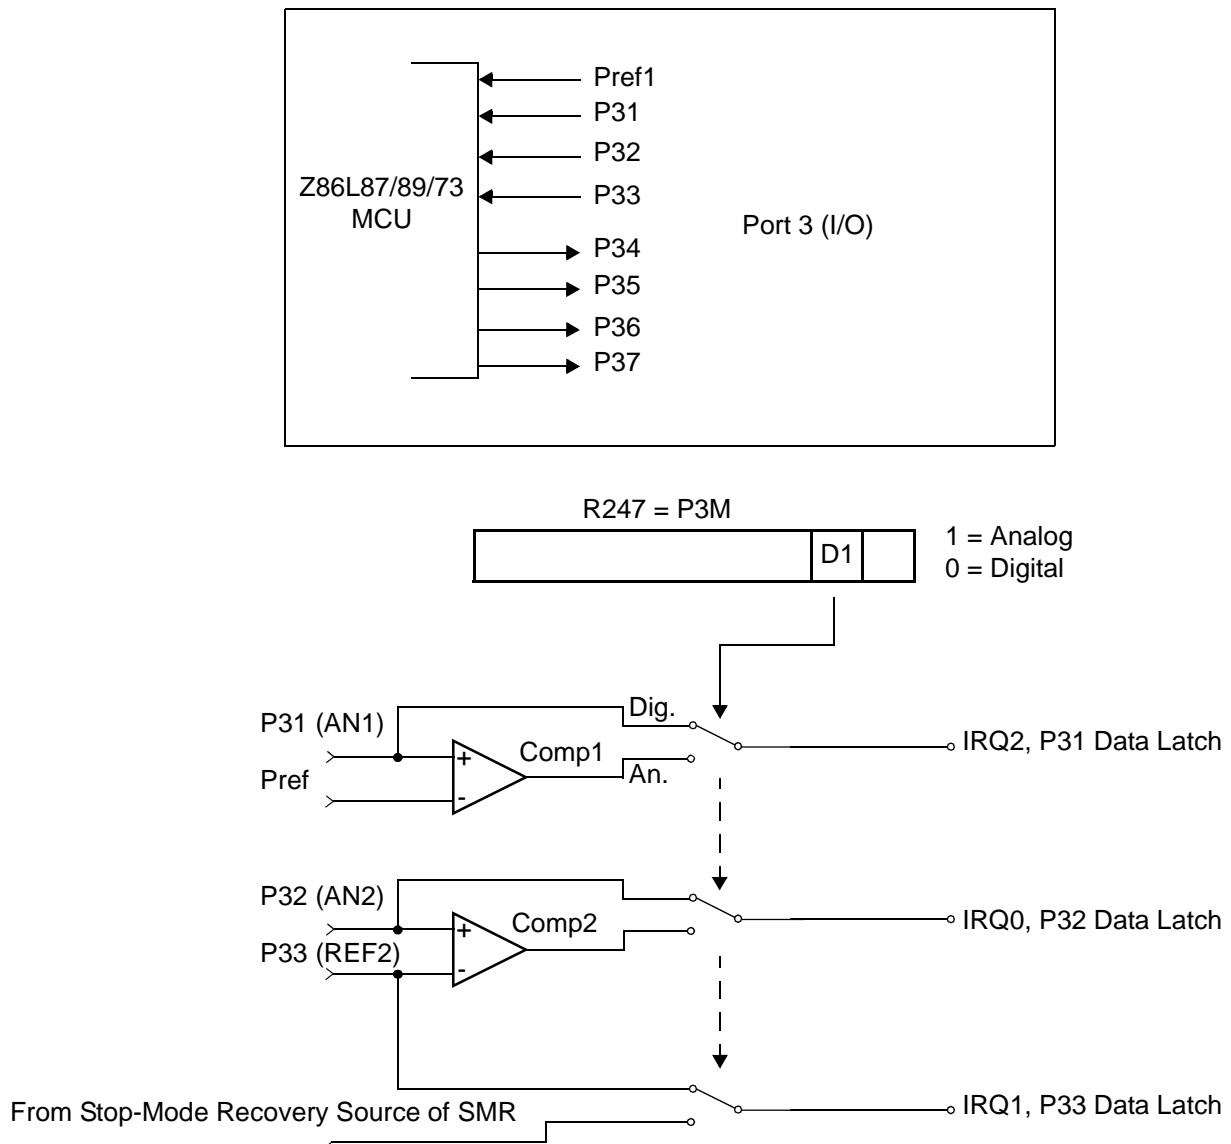 Pref1
P31
P32
P33
Z86L87/89/73
MCU
Port 3 (I/O)
P34
P35
P36
P37
R247 = P3M
D1
1 = Analog
0 = Digital
P31 (AN1)
Dig.
Pref
+
-
Comp1
An.
IRQ2, P31 Data Latch
P32 (AN2)
P33 (REF2)
+
-
Comp2
IRQ0, P32 Data Latch
From Stop-Mode Recovery Source of SMR
IRQ1, P33 Data Latch